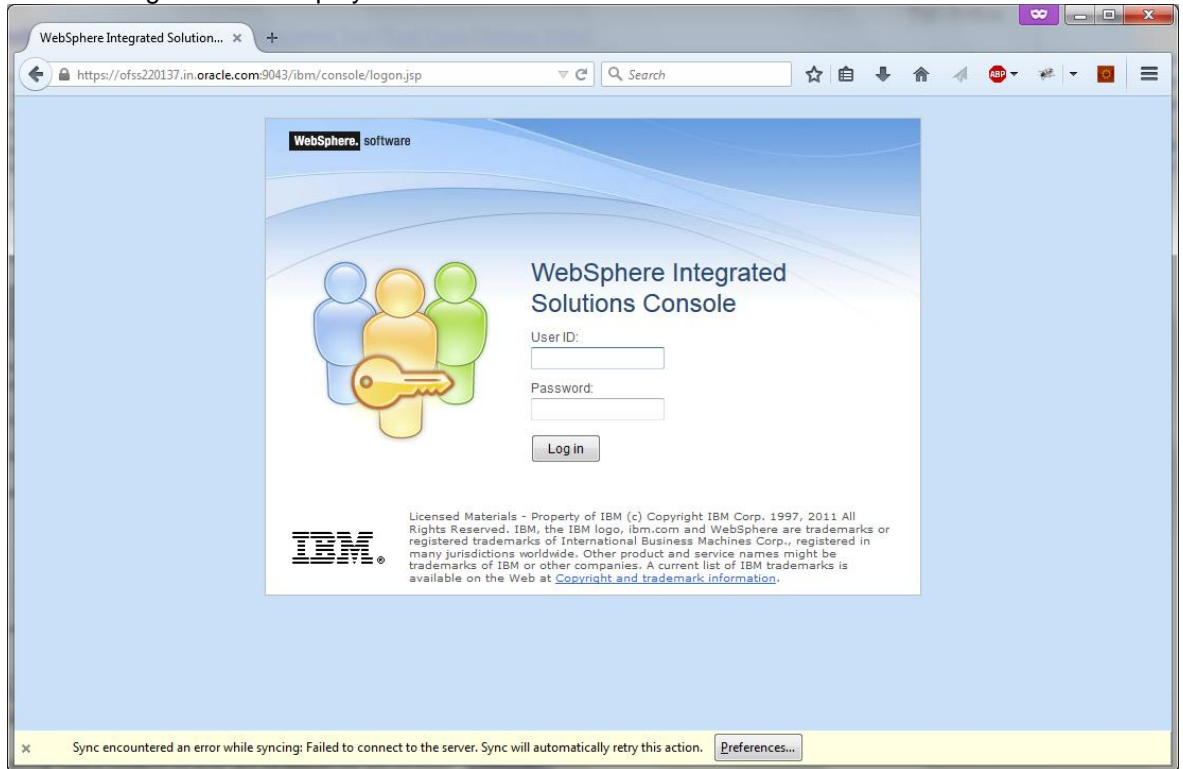 WebSphere Integrated Solution... × +
https://ofss220137.in.oracle.com:9043/ibm/console/logon.jsp Search ABP
WebSphere. software
WebSphere Integrated
Solutions Console
User ID:
Password:
Log in
Licensed Materials - Property of IBM (c) Copyright IBM Corp. 1997, 2011 All
Rights Reserved. IBM, the IBM logo, ibm.com and WebSphere are trademarks or
registered trademarks of International Business Machines Corp., registered in
many jurisdictions worldwide. Other product and service names might be
trademarks of IBM or other companies. A current list of IBM trademarks is
available on the Web at Copyright and trademark information.
IBM®
× Sync encountered an error while syncing: Failed to connect to the server. Sync will automatically retry this action. Preferences...